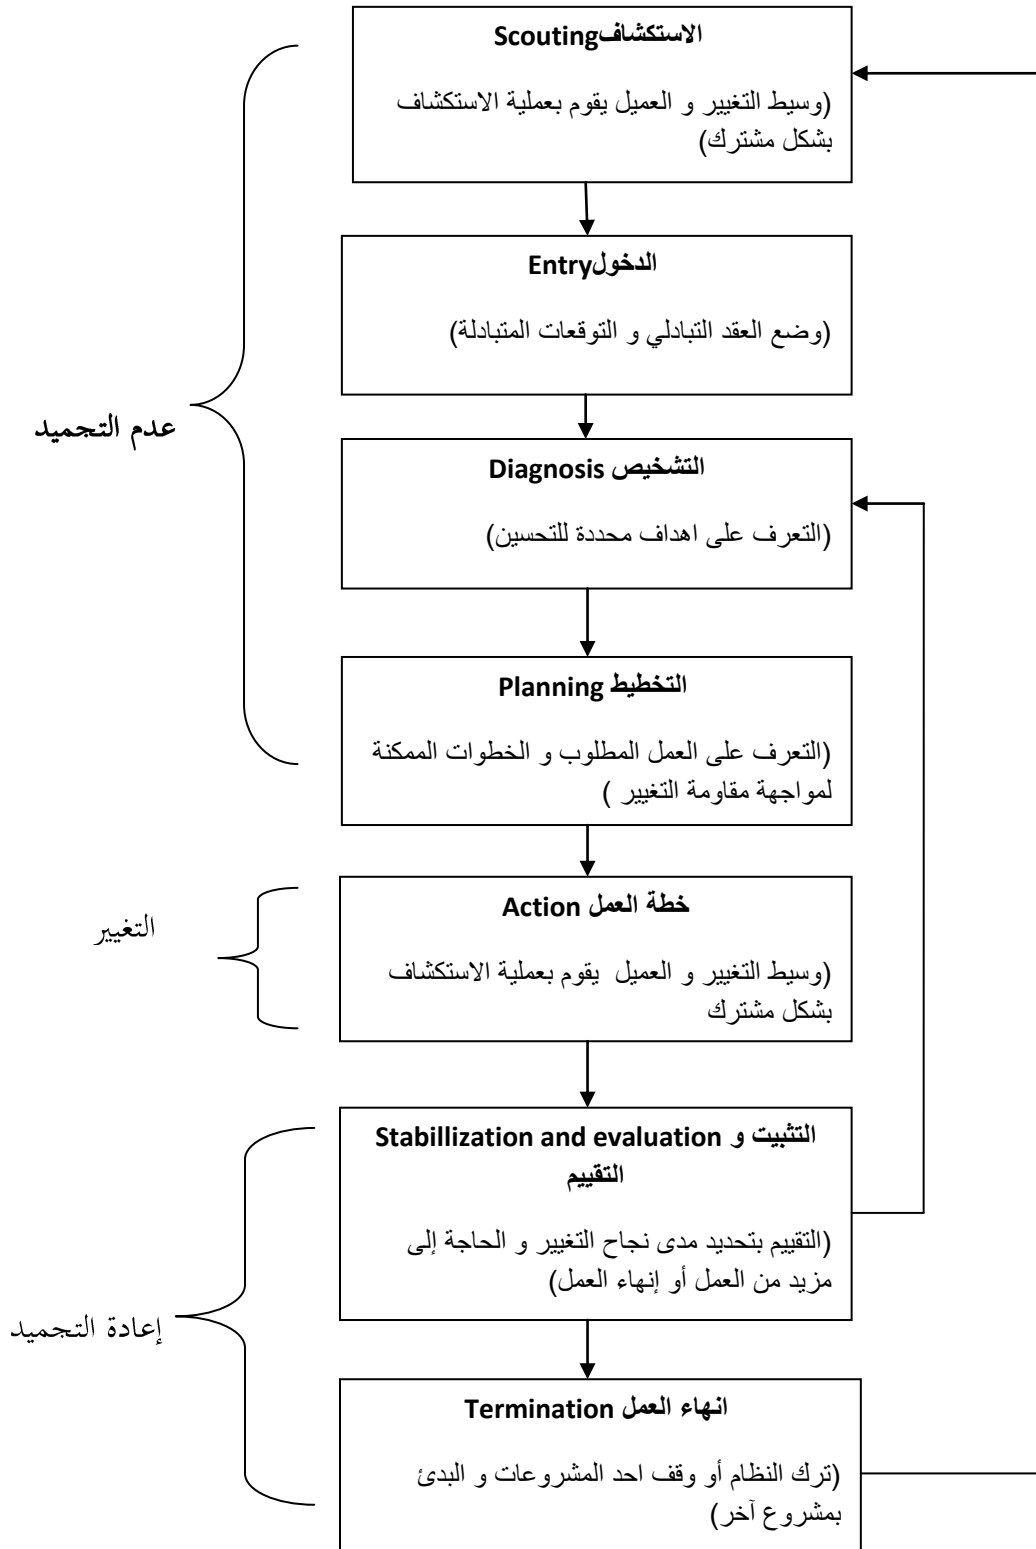 الاستكشاف Scouting
(وسيط التغيير و العميل يقوم بعملية الاستكشاف
بشكل مشترك)
الدخول Entry
(وضع العقد التبادلي و التوقعات المتبادلة)
عدم التجميد
التشخيص Diagnosis
(التعرف على اهداف محددة للتحسين)
التخطيط Planning
(التعرف على العمل المطلوب و الخطوات الممكنة
لمواجهة مقاومة التغيير )
خطة العمل Action
التغيير
(وسيط التغيير و العميل يقوم بعملية الاستكشاف
بشكل مشترك
التثبيت و Stabillization and evaluation
التقييم
(التقييم بتحديد مدى نجاح التغيير و الحاجة إلى
مزيد من العمل أو إنهاء العمل)
إعادة التجميد
انهاء العمل Termination
(ترك النظام أو وقف احد المشروعات و البدئ
بمشروع آخر)